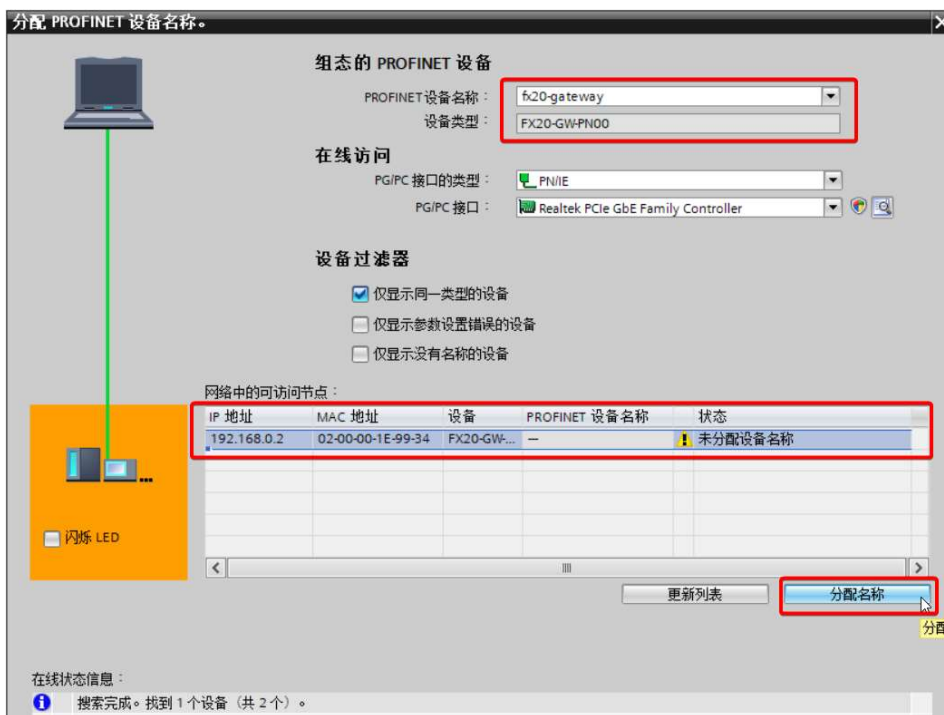 分配 PROFINET 设备名称。
组态的 PROFINET 设备
PROFINET设备名称： fx20-gateway
设备类型： FX20-GW-PN00
在线访问
PG/PC 接口的类型： PN/IE
PG/PC 接口： Realtek PCIe GbE Family Controller
设备过滤器
仅显示同一类型的设备
仅显示参数设置错误的设备
仅显示没有名称的设备
网络中的可访问节点：
IP 地址 MAC 地址 设备 PROFINET 设备名称 状态
192.168.0.2 02-00-00-1E-99-34 FX20-GW-... — 未分配设备名称
闪烁 LED
更新列表 分配名称
分配
在线状态信息：
搜索完成。找到 1 个设备（共 2 个）。